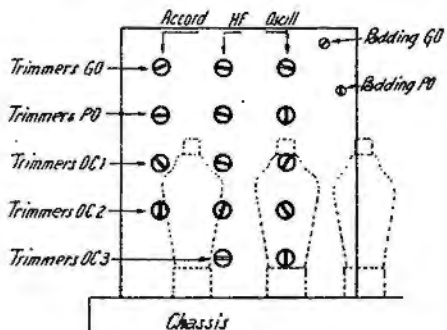 Accord HF Oscill
Padding GO
Trimmers GO
Padding PO
Trimmers PO
Trimmers OC1
Trimmers OC2
Trimmers OC3
Chassis